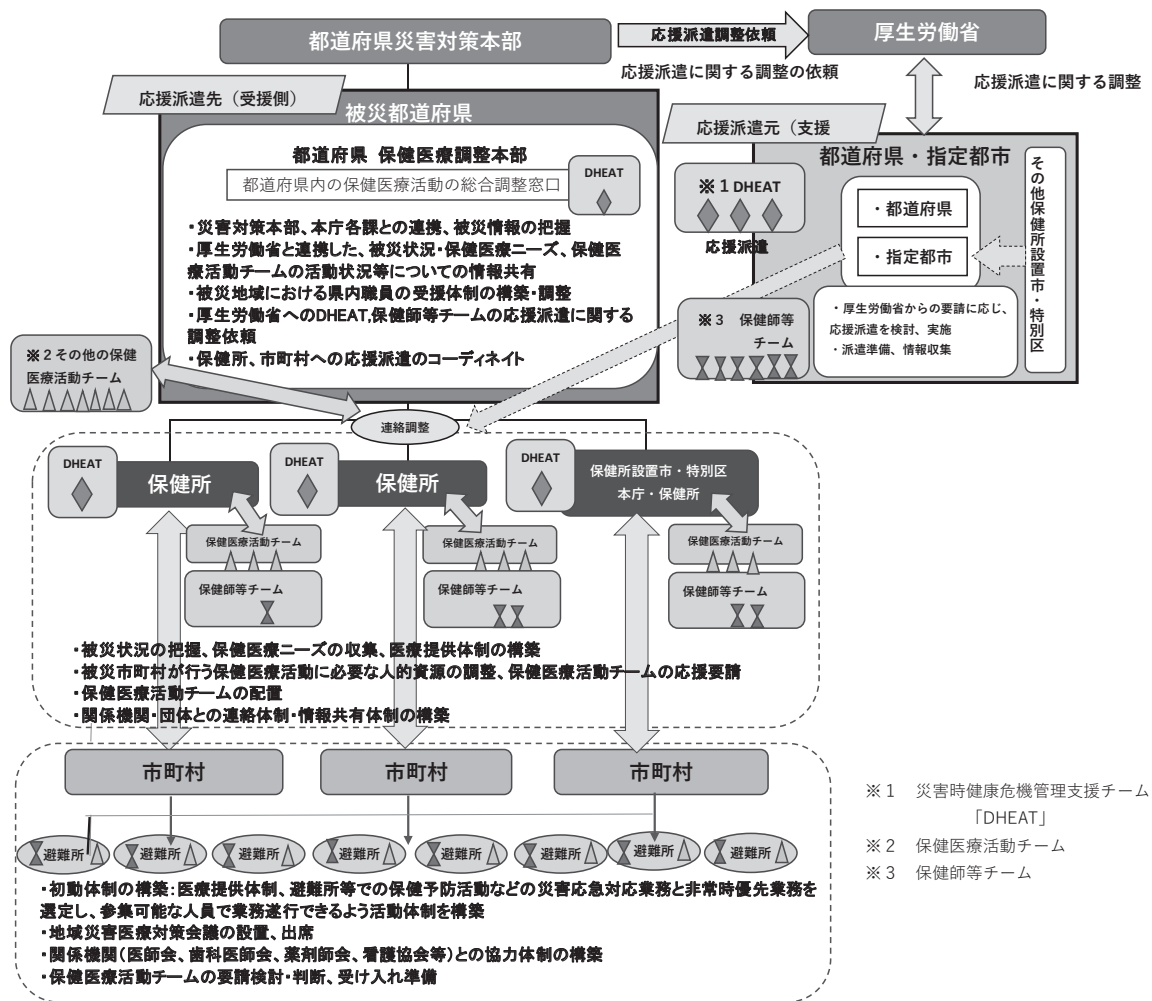 都道府県災害対策本部
応援派遣調整依頼
厚生労働省
応援派遣に関する調整の依頼
応援派遣に関する調整
応援派遣先（受援側）
被災都道府県
都道府県 保健医療調整本部
都道府県内の保健医療活動の総合調整窓口
DHEAT
・災害対策本部、本庁各課との連携、被災情報の把握
・厚生労働省と連携した、被災状況・保健医療ニーズ、保健医
療活動チームの活動状況等についての情報共有
・被災地域における県内職員の受援体制の構築・調整
・厚生労働省へのDHEAT,保健師等チームの応援派遣に関する
調整依頼
・保健所、市町村への応援派遣のコーディネイト
応援派遣元（支援
都道府県・指定都市
・都道府県
・指定都市
その他保健所設置市・特別区
・厚生労働省からの要請に応じ、
応援派遣を検討、実施
・派遣準備、情報収集
※１DHEAT
応援派遣
※３ 保健師等
チーム
※２その他の保健
医療活動チーム
連絡調整
DHEAT
保健所
DHEAT
保健所
DHEAT
保健所設置市・特別区
本庁・保健所
保健医療活動チーム
保健師等チーム
保健医療活動チーム
保健師等チーム
保健医療活動チーム
保健師等チーム
・被災状況の把握、保健医療ニーズの収集、医療提供体制の構築
・被災市町村が行う保健医療活動に必要な人的資源の調整、保健医療活動チームの応援要請
・保健医療活動チームの配置
・関係機関・団体との連絡体制・情報共有体制の構築
市町村
市町村
市町村
避難所
避難所
避難所
避難所
避難所
避難所
避難所
避難所
・初動体制の構築：医療提供体制、避難所等での保健予防活動などの災害応急対応業務と非常時優先業務を
選定し、参集可能な人員で業務遂行できるよう活動体制を構築
・地域災害医療対策会議の設置、出席
・関係機関（医師会、歯科医師会、薬剤師会、看護協会等）との協力体制の構築
・保健医療活動チームの要請検討・判断、受け入れ準備
※１ 災害時健康危機管理支援チーム
「DHEAT」
※２ 保健医療活動チーム
※３ 保健師等チーム